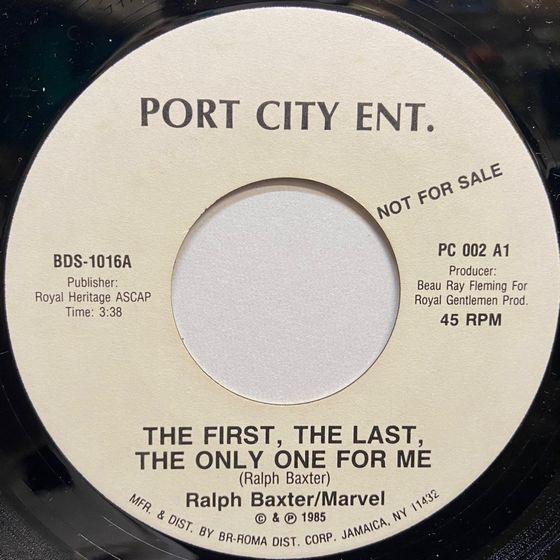 PORT CITY ENT.
NOT FOR SALE
BDS-1016A
Publisher:
Royal Heritage ASCAP
Time: 3:38
PC 002 A1
Producer:
Beau Ray Fleming For
Royal Gentlemen Prod.
45 RPM
THE FIRST, THE LAST,
THE ONLY ONE FOR ME
(Ralph Baxter)
Ralph Baxter/Marvel
© & ℗ 1985
MFR. & DIST. BY BR-ROMA DIST. CORP. JAMAICA, NY 11432